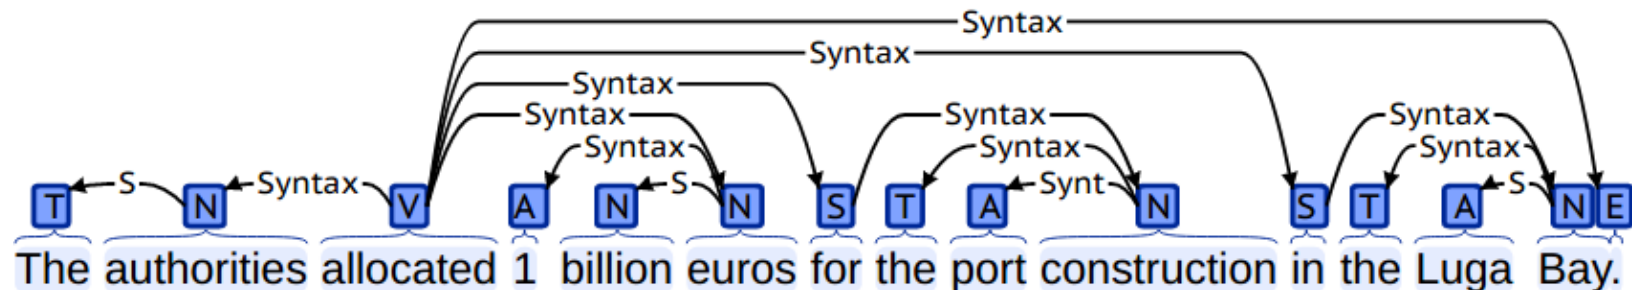 Syntax
Syntax
Syntax
Syntax Syntax Syntax
Syntax Syntax Syntax
S Syntax S Synt S
T N V A N N S T A N S T A N E
The authorities allocated 1 billion euros for the port construction in the Luga Bay.